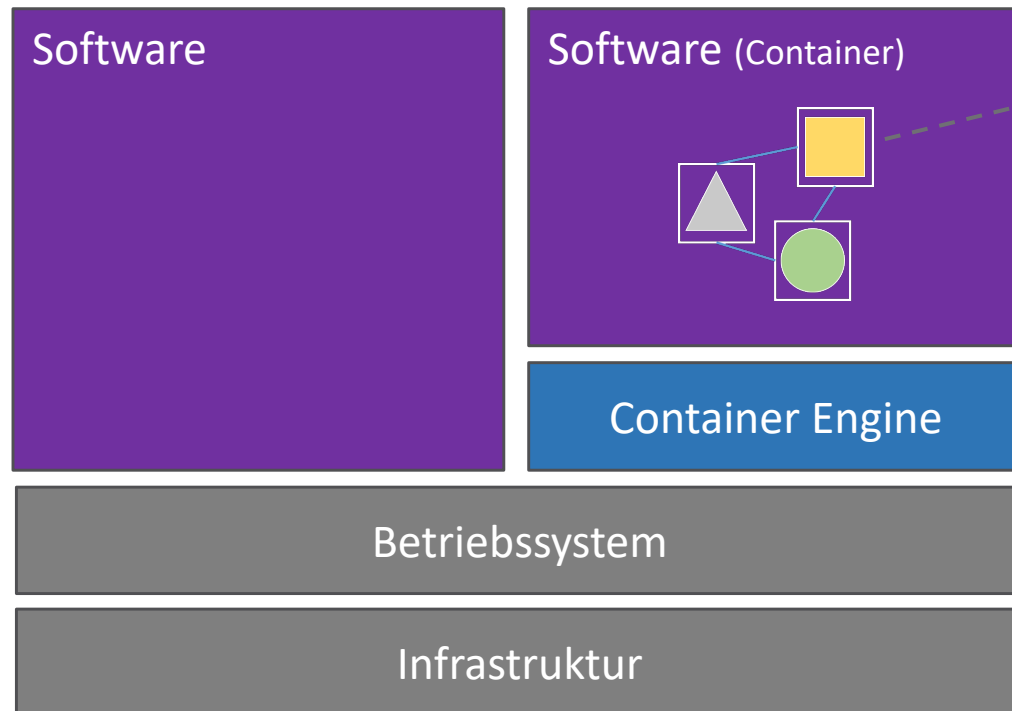 Software
Software (Container)
Container Engine
Betriebssystem
Infrastruktur